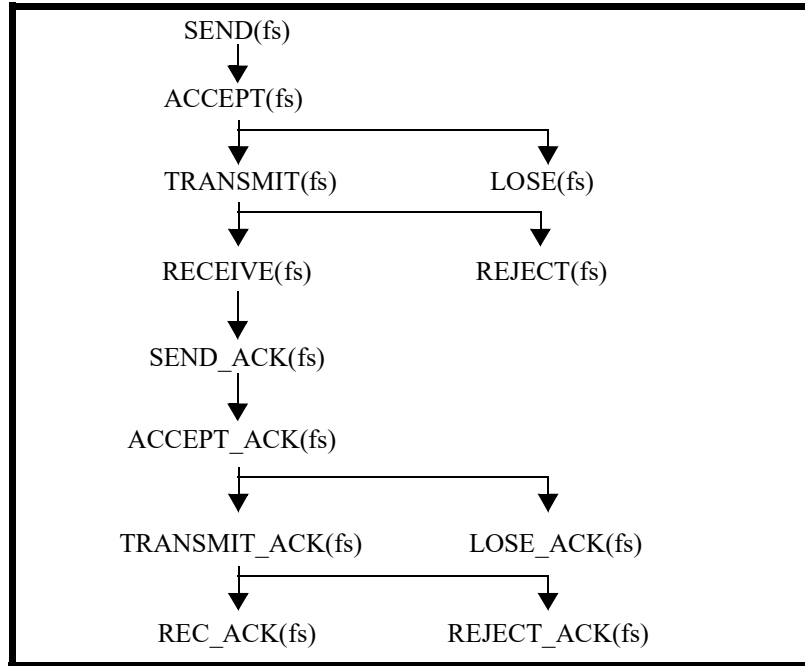 SEND(fs)
ACCEPT(fs)
TRANSMIT(fs) LOSE(fs)
RECEIVE(fs) REJECT(fs)
SEND_ACK(fs)
ACCEPT_ACK(fs)
TRANSMIT_ACK(fs) LOSE_ACK(fs)
REC_ACK(fs) REJECT_ACK(fs)